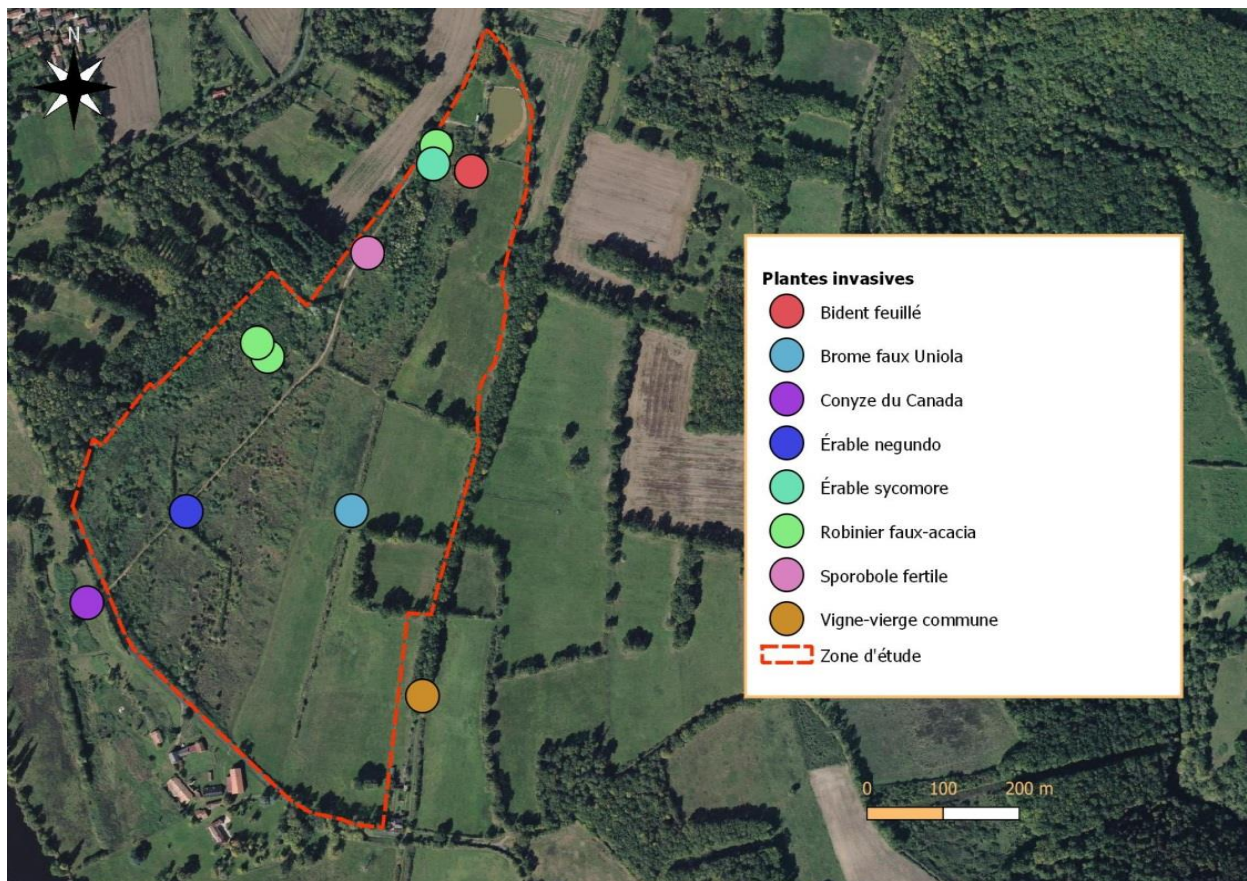 N
Plantes invasives
Bident feuillé
Brome faux Uniola
Conyze du Canada
Érable negundo
Érable sycomore
Robinier faux-acacia
Sporobole fertile
Vigne-vierge commune
Zone d'étude
0 100 200 m